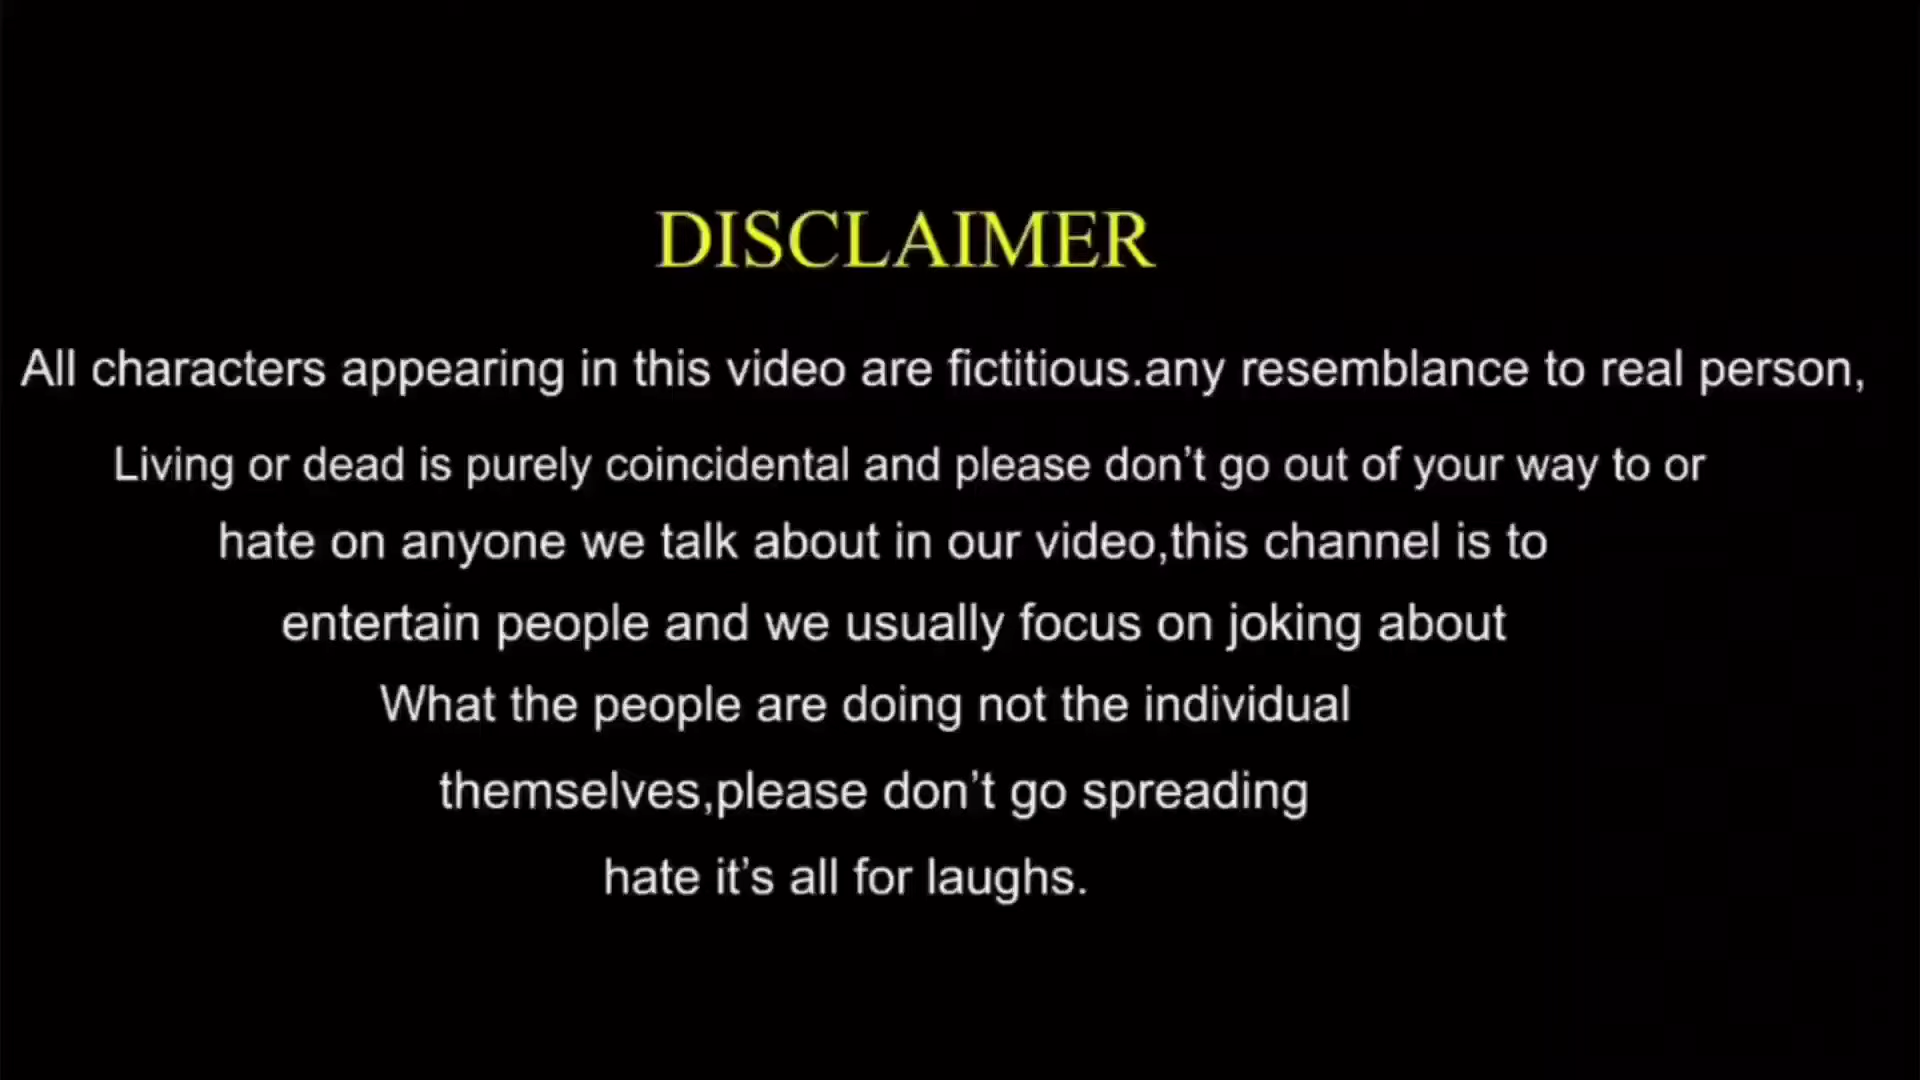 DISCLAIMER
All characters appearing in this video are fictitious.any resemblance to real person,
Living or dead is purely coincidental and please don’t go out of your way to or
hate on anyone we talk about in our video,this channel is to
entertain people and we usually focus on joking about
What the people are doing not the individual
themselves,please don’t go spreading
hate it’s all for laughs.